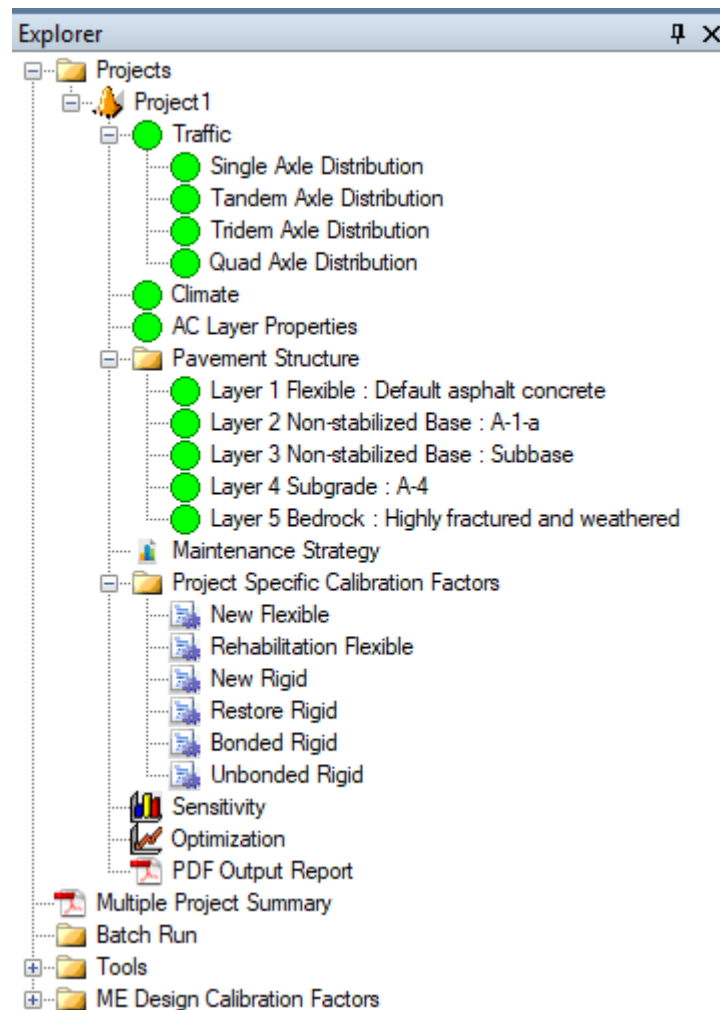 Explorer
Projects
Project1
Traffic
Single Axle Distribution
Tandem Axle Distribution
Tridem Axle Distribution
Quad Axle Distribution
Climate
AC Layer Properties
Pavement Structure
Layer 1 Flexible : Default asphalt concrete
Layer 2 Non-stabilized Base : A-1-a
Layer 3 Non-stabilized Base : Subbase
Layer 4 Subgrade : A-4
Layer 5 Bedrock : Highly fractured and weathered
Maintenance Strategy
Project Specific Calibration Factors
New Flexible
Rehabilitation Flexible
New Rigid
Restore Rigid
Bonded Rigid
Unbonded Rigid
Sensitivity
Optimization
PDF Output Report
Multiple Project Summary
Batch Run
Tools
ME Design Calibration Factors